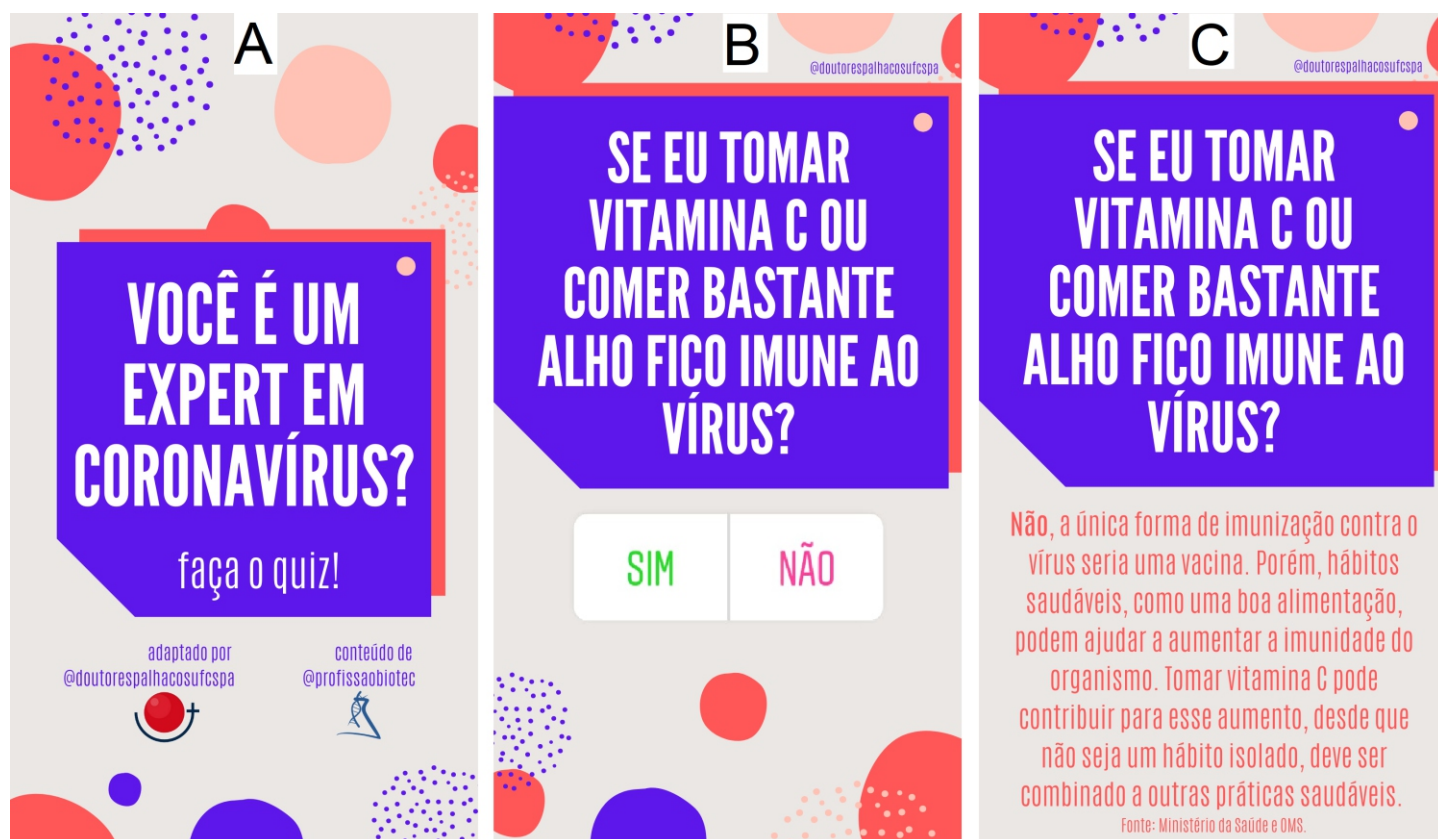 A
VOCÊ É UM
EXPERT EM
CORONAVÍRUS?
faça o quiz!
adaptado por
@doutorespalhacosufcspa
conteúdo de
@profissaobiotec
B
@doutorespalhacosufcspa
SE EU TOMAR
VITAMINA C OU
COMER BASTANTE
ALHO FICO IMUNE AO
VÍRUS?
SIM
NÃO
C
@doutorespalhacosufcspa
SE EU TOMAR
VITAMINA C OU
COMER BASTANTE
ALHO FICO IMUNE AO
VÍRUS?
Não, a única forma de imunização contra o
vírus seria uma vacina. Porém, hábitos
saudáveis, como uma boa alimentação,
podem ajudar a aumentar a imunidade do
organismo. Tomar vitamina C pode
contribuir para esse aumento, desde que
não seja um hábito isolado, deve ser
combinado a outras práticas saudáveis.
Fonte: Ministério da Saúde e OMS.